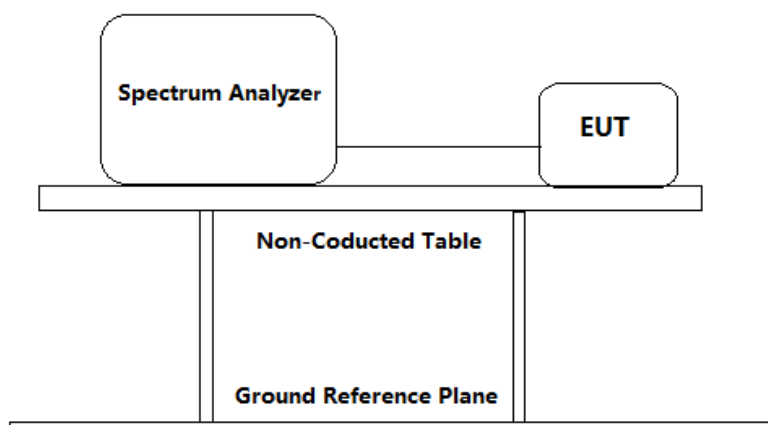 Spectrum Analyzer
EUT
Non-Coducted Table
Ground Reference Plane